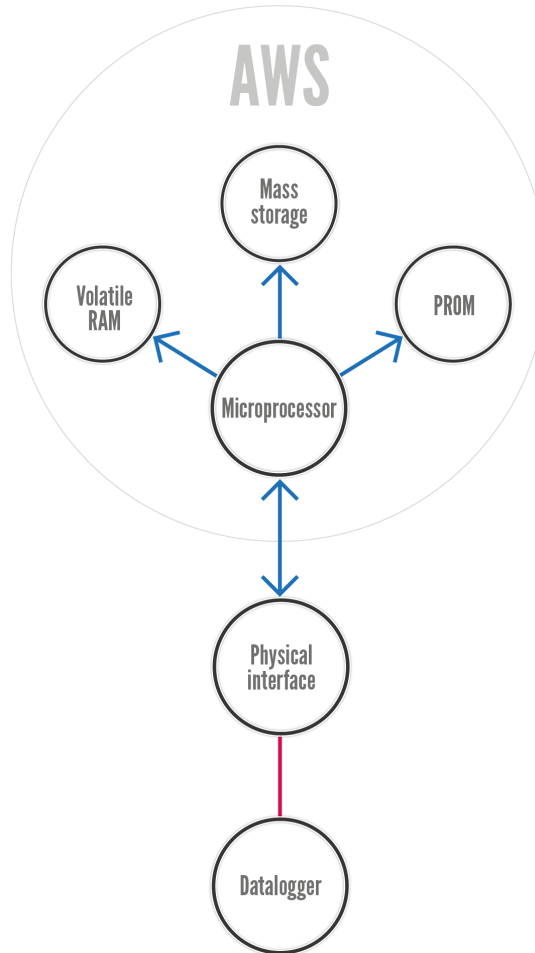 AWS
Mass
storage
Volatile
RAM
PROM
Microprocessor
Physical
interface
Datalogger